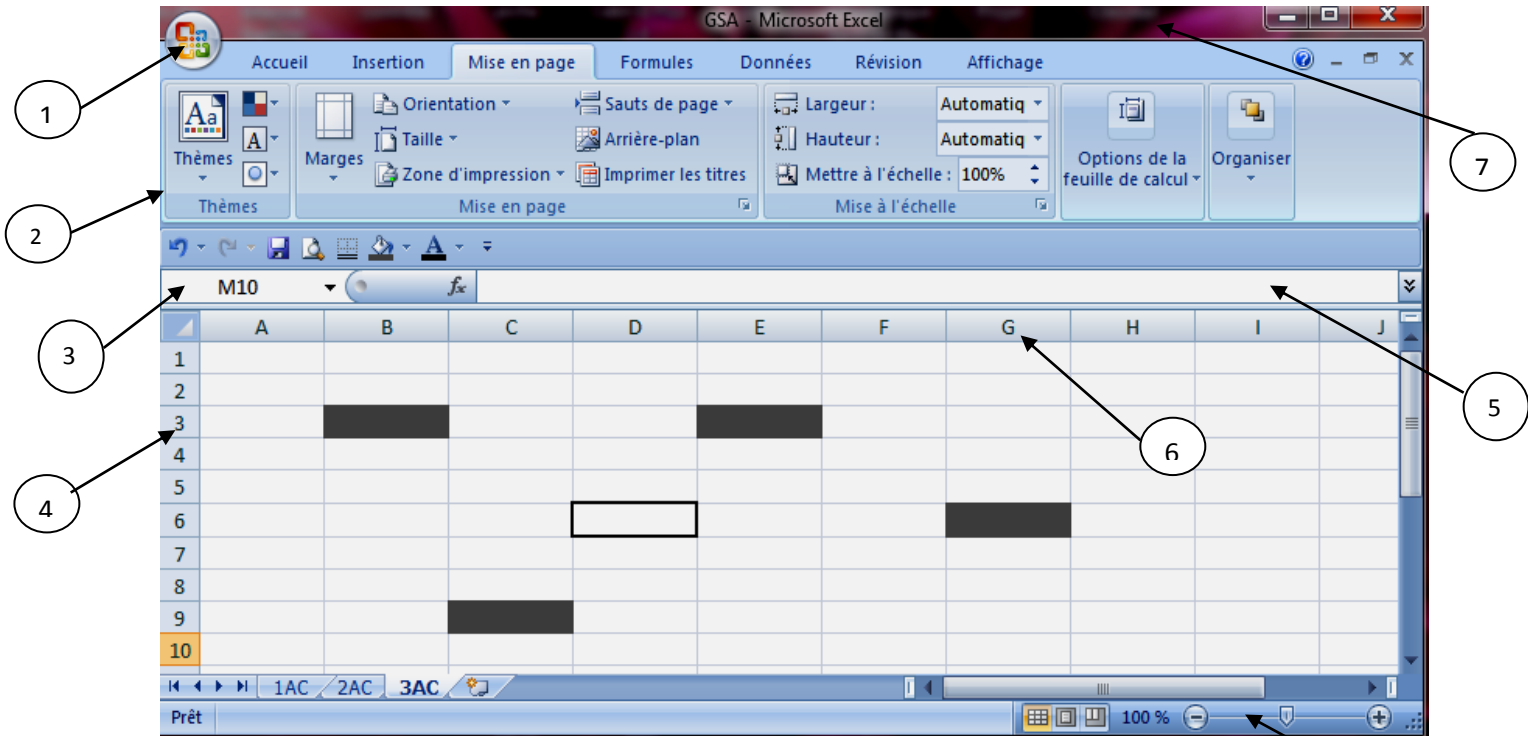 GSA - Microsoft Excel
Accueil Insertion Mise en page Formules Données Révision Affichage
1
Aa
A
Thèmes
Marges
Orientation
Taille
Zone d'impression
Sauts de page
Arrière-plan
Imprimer les titres
Largeur : Automatiq
Hauteur : Automatiq
Mettre à l'échelle : 100%
Options de la
feuille de calcul
Organiser
7
Thèmes Mise en page Mise à l'échelle
2
A
M10 fx
3
A B C D E F G H I J
1
2
3
4
5
6
7
8
9
10
5
6
4
1AC 2AC 3AC
Prêt 100 %